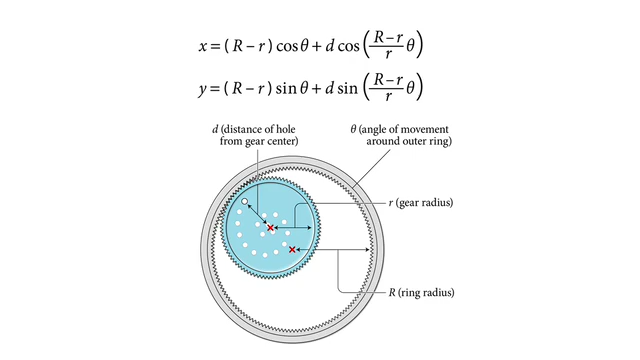 x = ( R – r ) cos θ + d cos ( R – r / r θ )
y = ( R – r ) sin θ + d sin ( R – r / r θ )
d (distance of hole
from gear center)
θ (angle of movement
around outer ring)
r (gear radius)
R (ring radius)